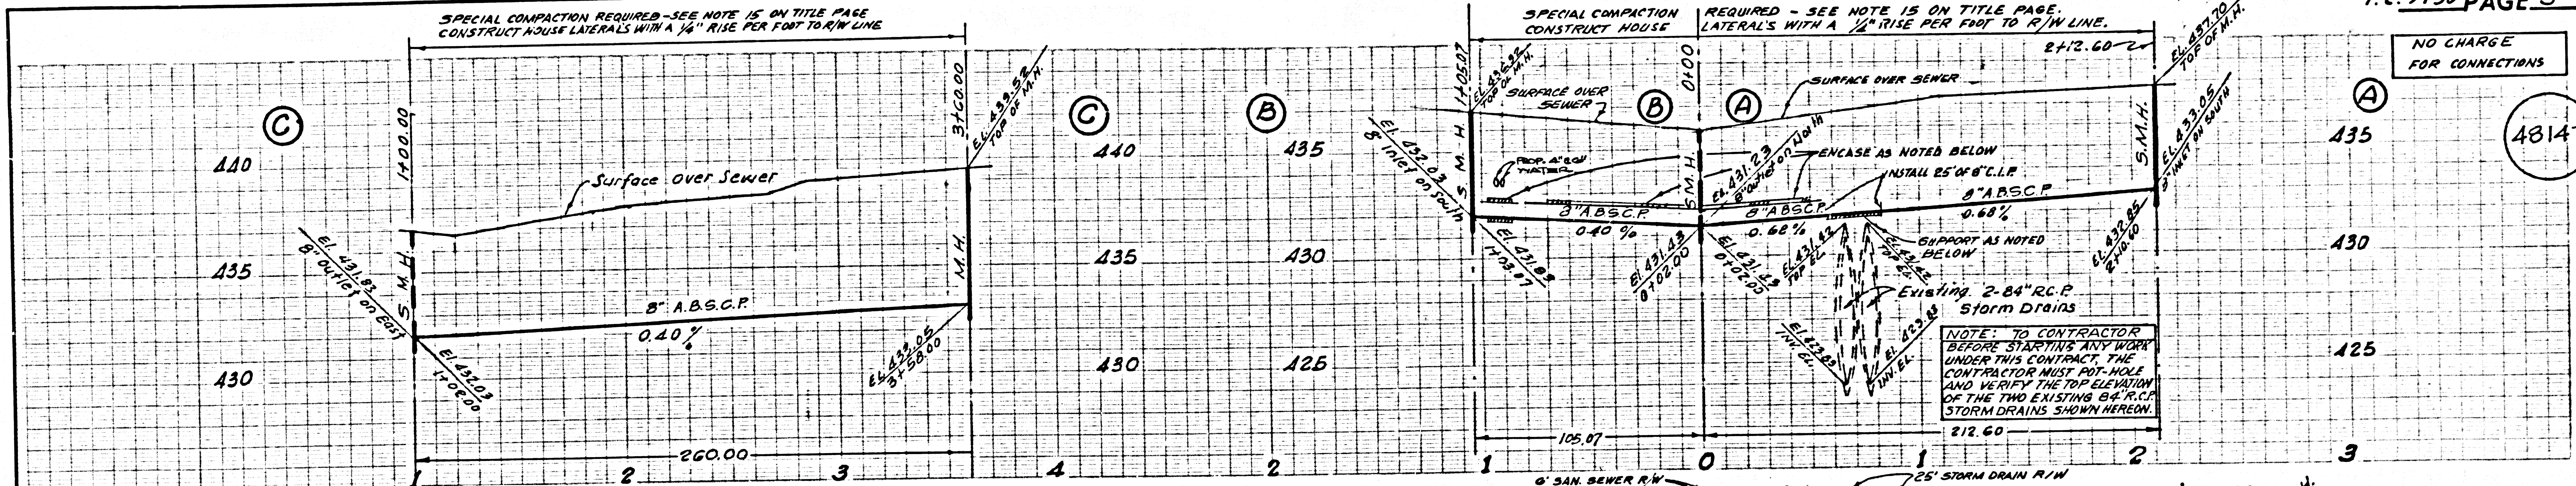 SPECIAL COMPACTION REQUIRED-SEE NOTE 15 ON TITLE PAGE
CONSTRUCT HOUSE LATERALS WITH A 1/4" RISE PER FOOT TO R/W LINE
SPECIAL COMPACTION REQUIRED - SEE NOTE 15 ON TITLE PAGE.
CONSTRUCT HOUSE LATERALS WITH A 1/4" RISE PER FOOT TO R/W LINE.
PAGE
NO CHARGE
FOR CONNECTIONS
4814
C
1+00.00
440
Surface Over Sewer
435
S. M. H.
El. 431.83
8" Outlet on East
8" A.B.S.C.P.
0.40%
430
El. 432.03
1+02.00
3+60.00
EL. 439.52
TOP OF M.H.
M.H.
EL. 433.05
3+58.00
260.00
C
440
435
430
B
435
430
425
1+05.07
EL. 436.92
TOP OF M.H.
SURFACE OVER
SEWER
B
0+00
A
SURFACE OVER SEWER
2+12.60
EL. 437.70
TOP OF M.H.
El. 432.03
8" Inlet on South
S. M. H.
PROP. 4"
WATER
S.M.H.
EL. 431.23
8" Outlet on North
ENCASE AS NOTED BELOW
INSTALL 25' OF 8" C.I.P.
8" A.B.S.C.P.
0.40%
8" A.B.S.C.P.
0.68%
8" A.B.S.C.P.
0.68%
S.M.H.
EL. 433.05
8" INLET ON SOUTH
El. 431.83
1+03.07
El. 431.43
0+02.00
El. 431.43
0+02.00
El. 431.42
TOP EL.
TOP EL.
SUPPORT AS NOTED
BELOW
EL. 432.85
2+10.60
Existing 2-84" R.C.P.
Storm Drains
El. 423.83
INV. EL.
INV. EL.
NOTE: TO CONTRACTOR
BEFORE STARTING ANY WORK
UNDER THIS CONTRACT, THE
CONTRACTOR MUST POT-HOLE
AND VERIFY THE TOP ELEVATION
OF THE TWO EXISTING 84" R.C.P.
STORM DRAINS SHOWN HEREON.
A
435
430
425
105.07
212.60
1 2 3 4 2 1 0 1 2 3
SAN. SEWER R/W
25' STORM DRAIN R/W